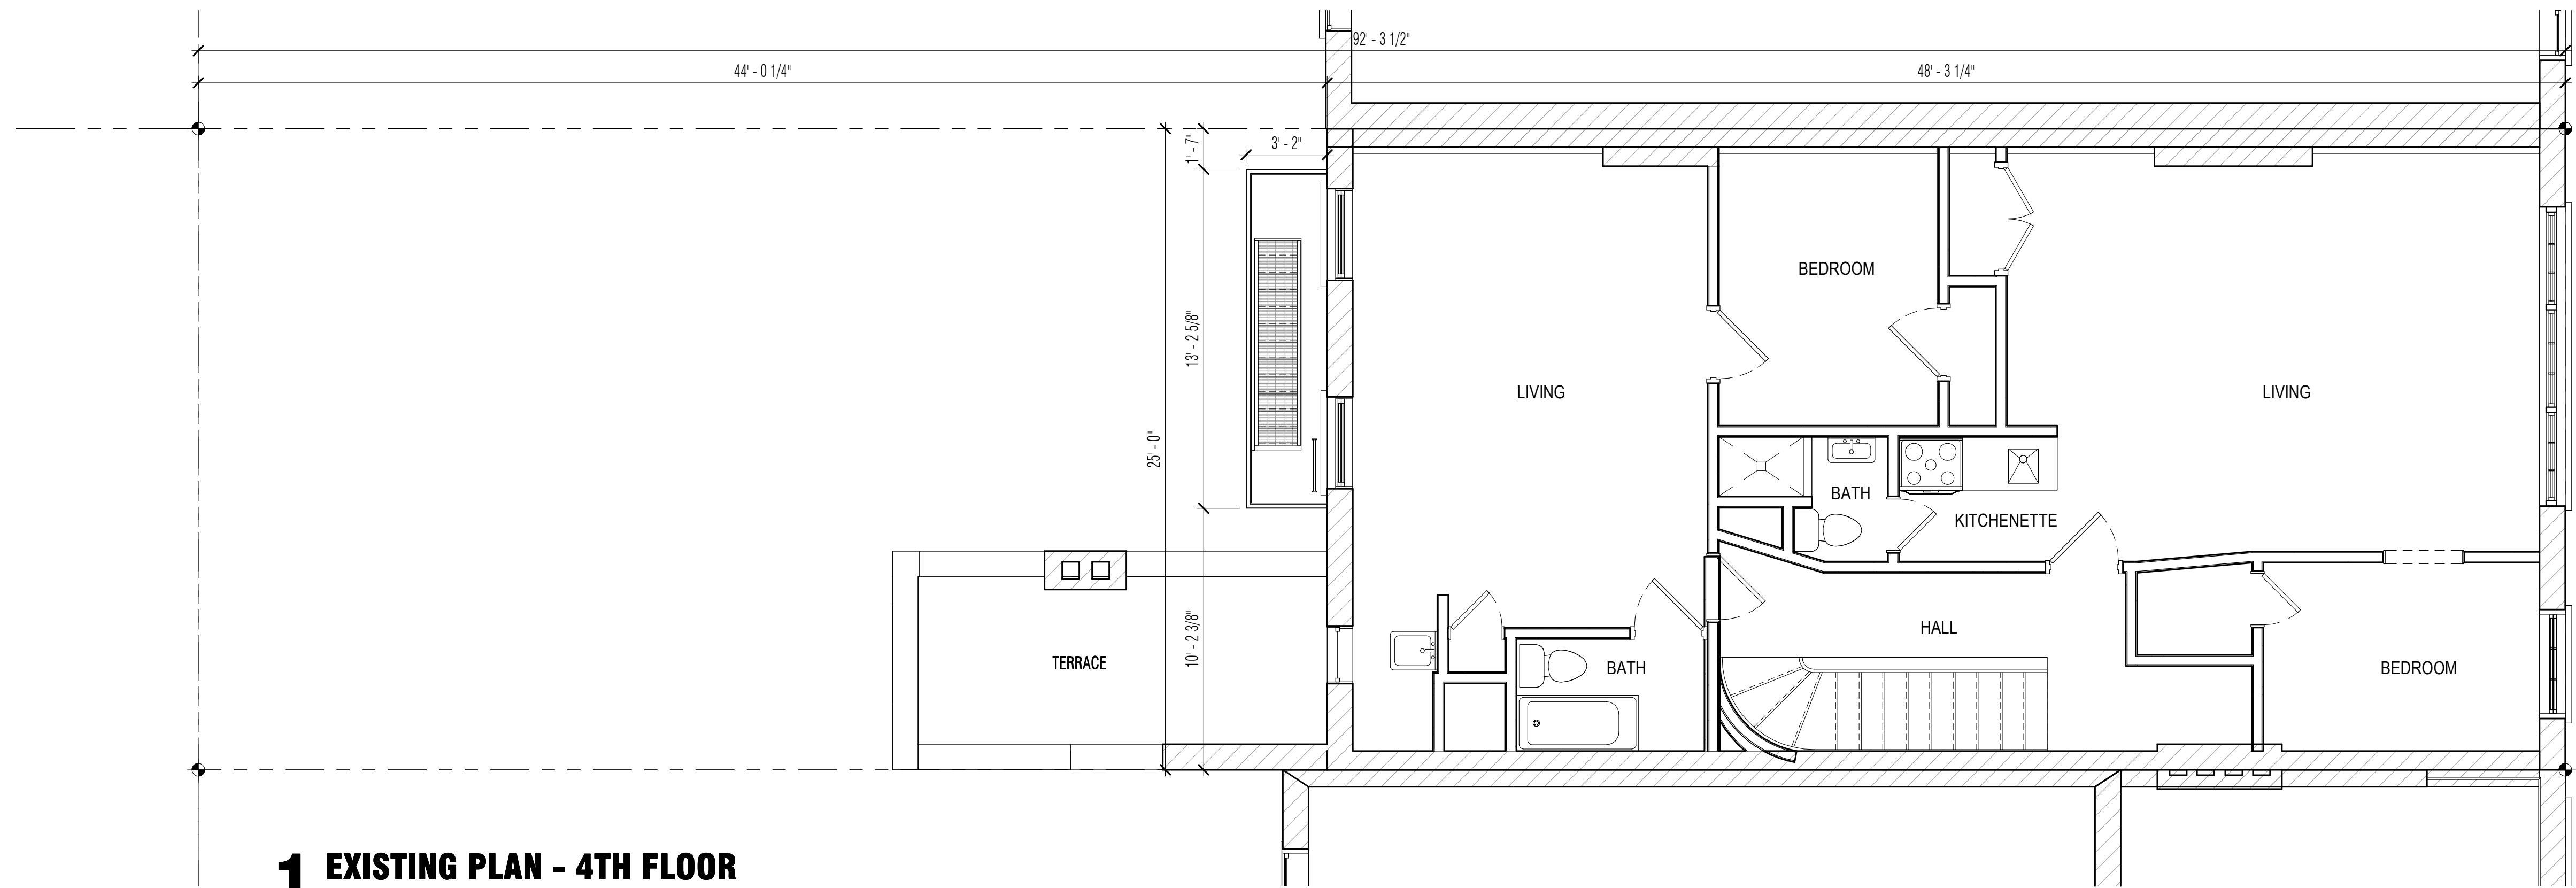 92' - 3 1/2"
44' - 0 1/4"
48' - 3 1/4"
1' - 7"
3' - 2"
13' - 2 5/8"
25' - 0"
10' - 2 3/8"
BEDROOM
LIVING
LIVING
BATH
KITCHENETTE
HALL
TERRACE
BATH
BEDROOM
1 EXISTING PLAN - 4TH FLOOR